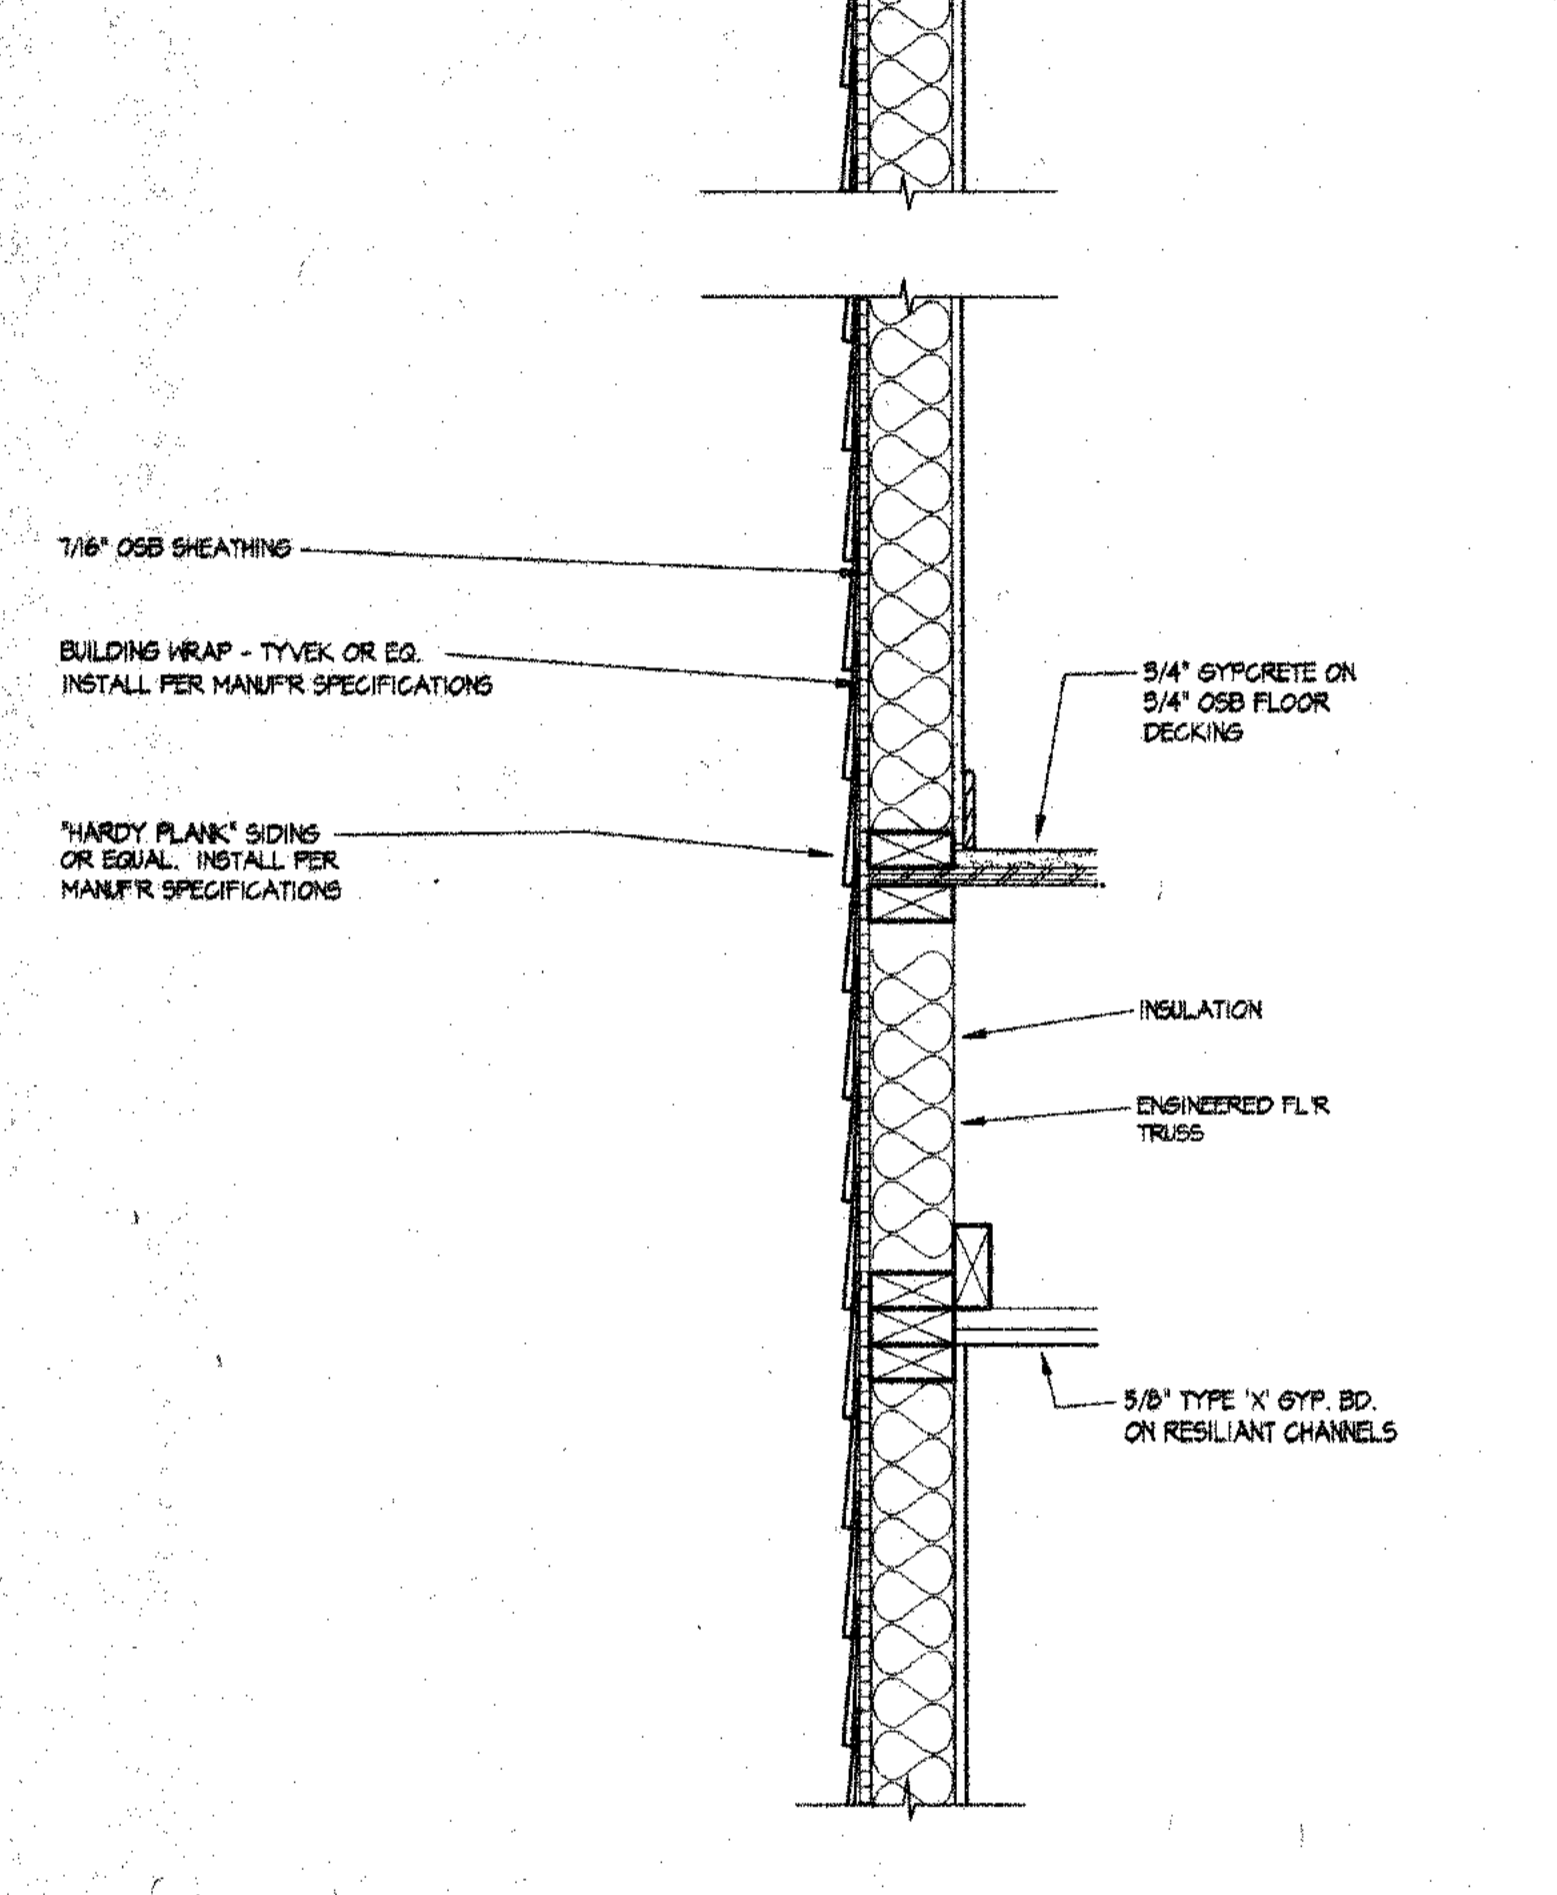 7/16" OSB SHEATHING
BUILDING WRAP - TYVEK OR EQ.
INSTALL PER MANUF'R SPECIFICATIONS
"HARDY PLANK" SIDING
OR EQUAL. INSTALL PER
MANUF'R SPECIFICATIONS
3/4" GYPCRETE ON
3/4" OSB FLOOR
DECKING
INSULATION
ENGINEERED FL'R
TRUSS
5/8" TYPE 'X' GYP. BD.
ON RESILIANT CHANNELS